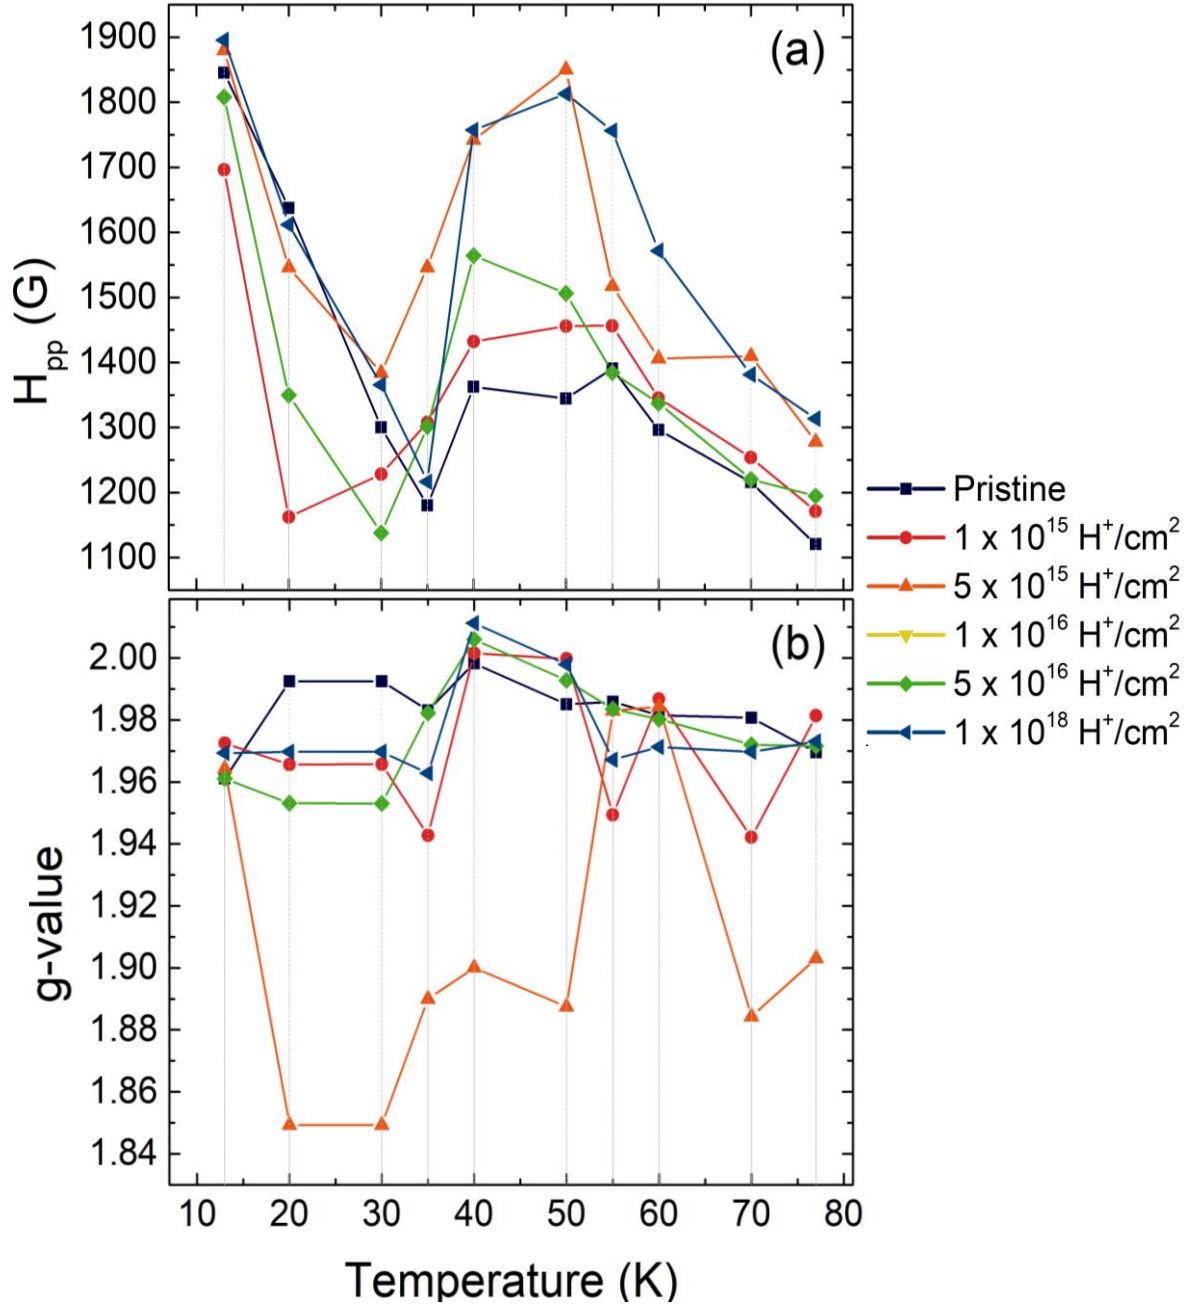 (a)
1900
1800
1700
1600
1500
1400
1300
1200
1100
H_pp (G)
Pristine
1 x 10^15 H^+/cm^2
5 x 10^15 H^+/cm^2
1 x 10^16 H^+/cm^2
5 x 10^16 H^+/cm^2
1 x 10^18 H^+/cm^2
(b)
2.00
1.98
1.96
1.94
1.92
1.90
1.88
1.86
1.84
g-value
10 20 30 40 50 60 70 80
Temperature (K)